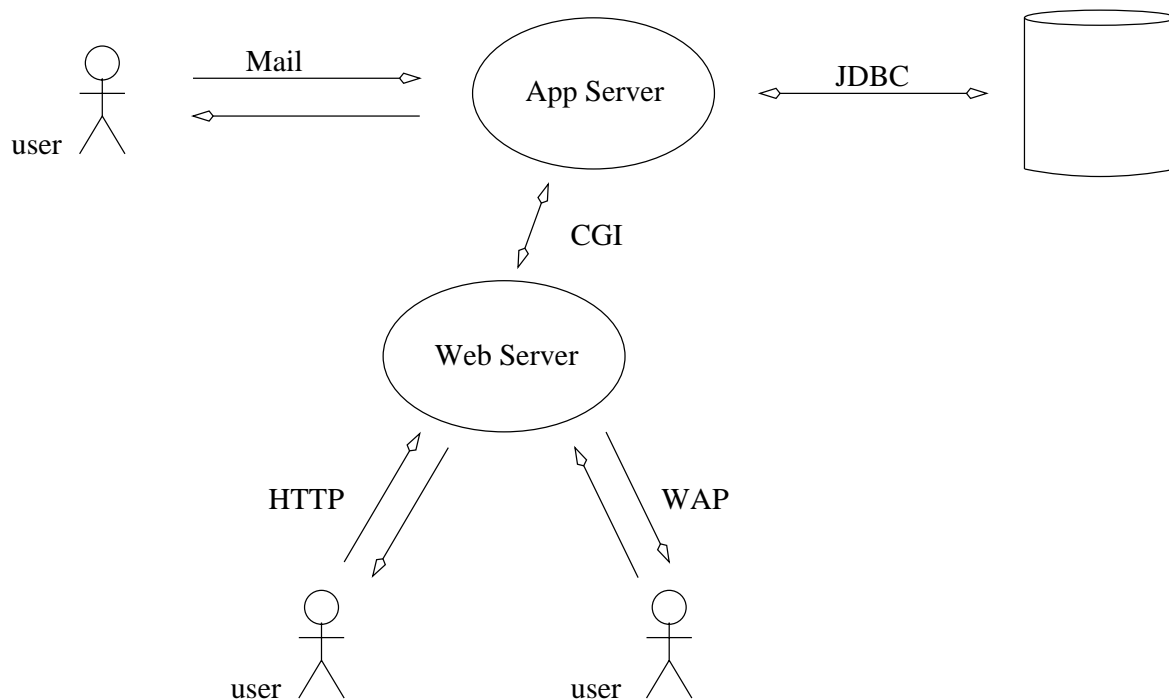 Mail
App Server
JDBC
user
CGI
Web Server
HTTP
WAP
user
user